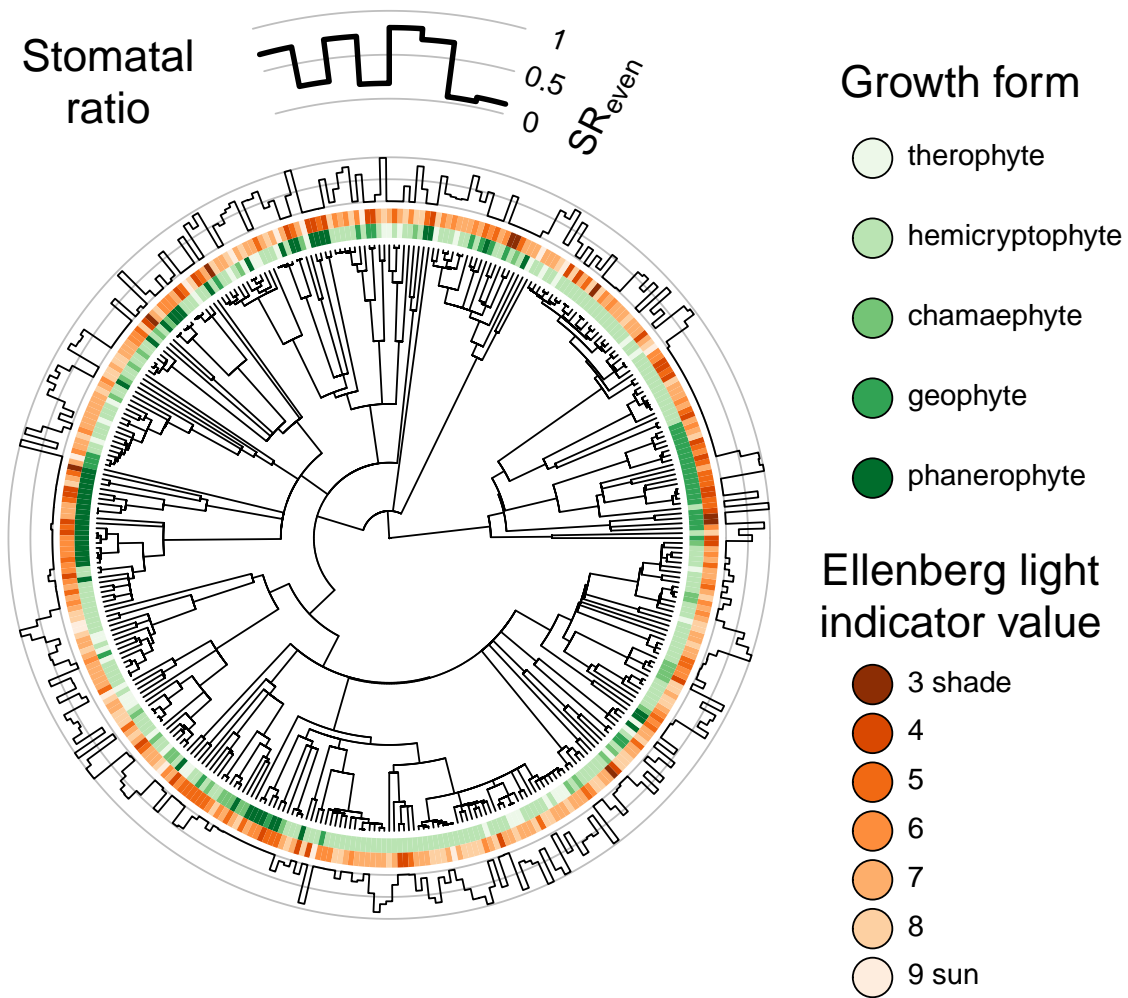 Stomatal
ratio
1
0.5
0
SReven
Growth form
therophyte
hemicryptophyte
chamaephyte
geophyte
phanerophyte
Ellenberg light
indicator value
3 shade
4
5
6
7
8
9 sun